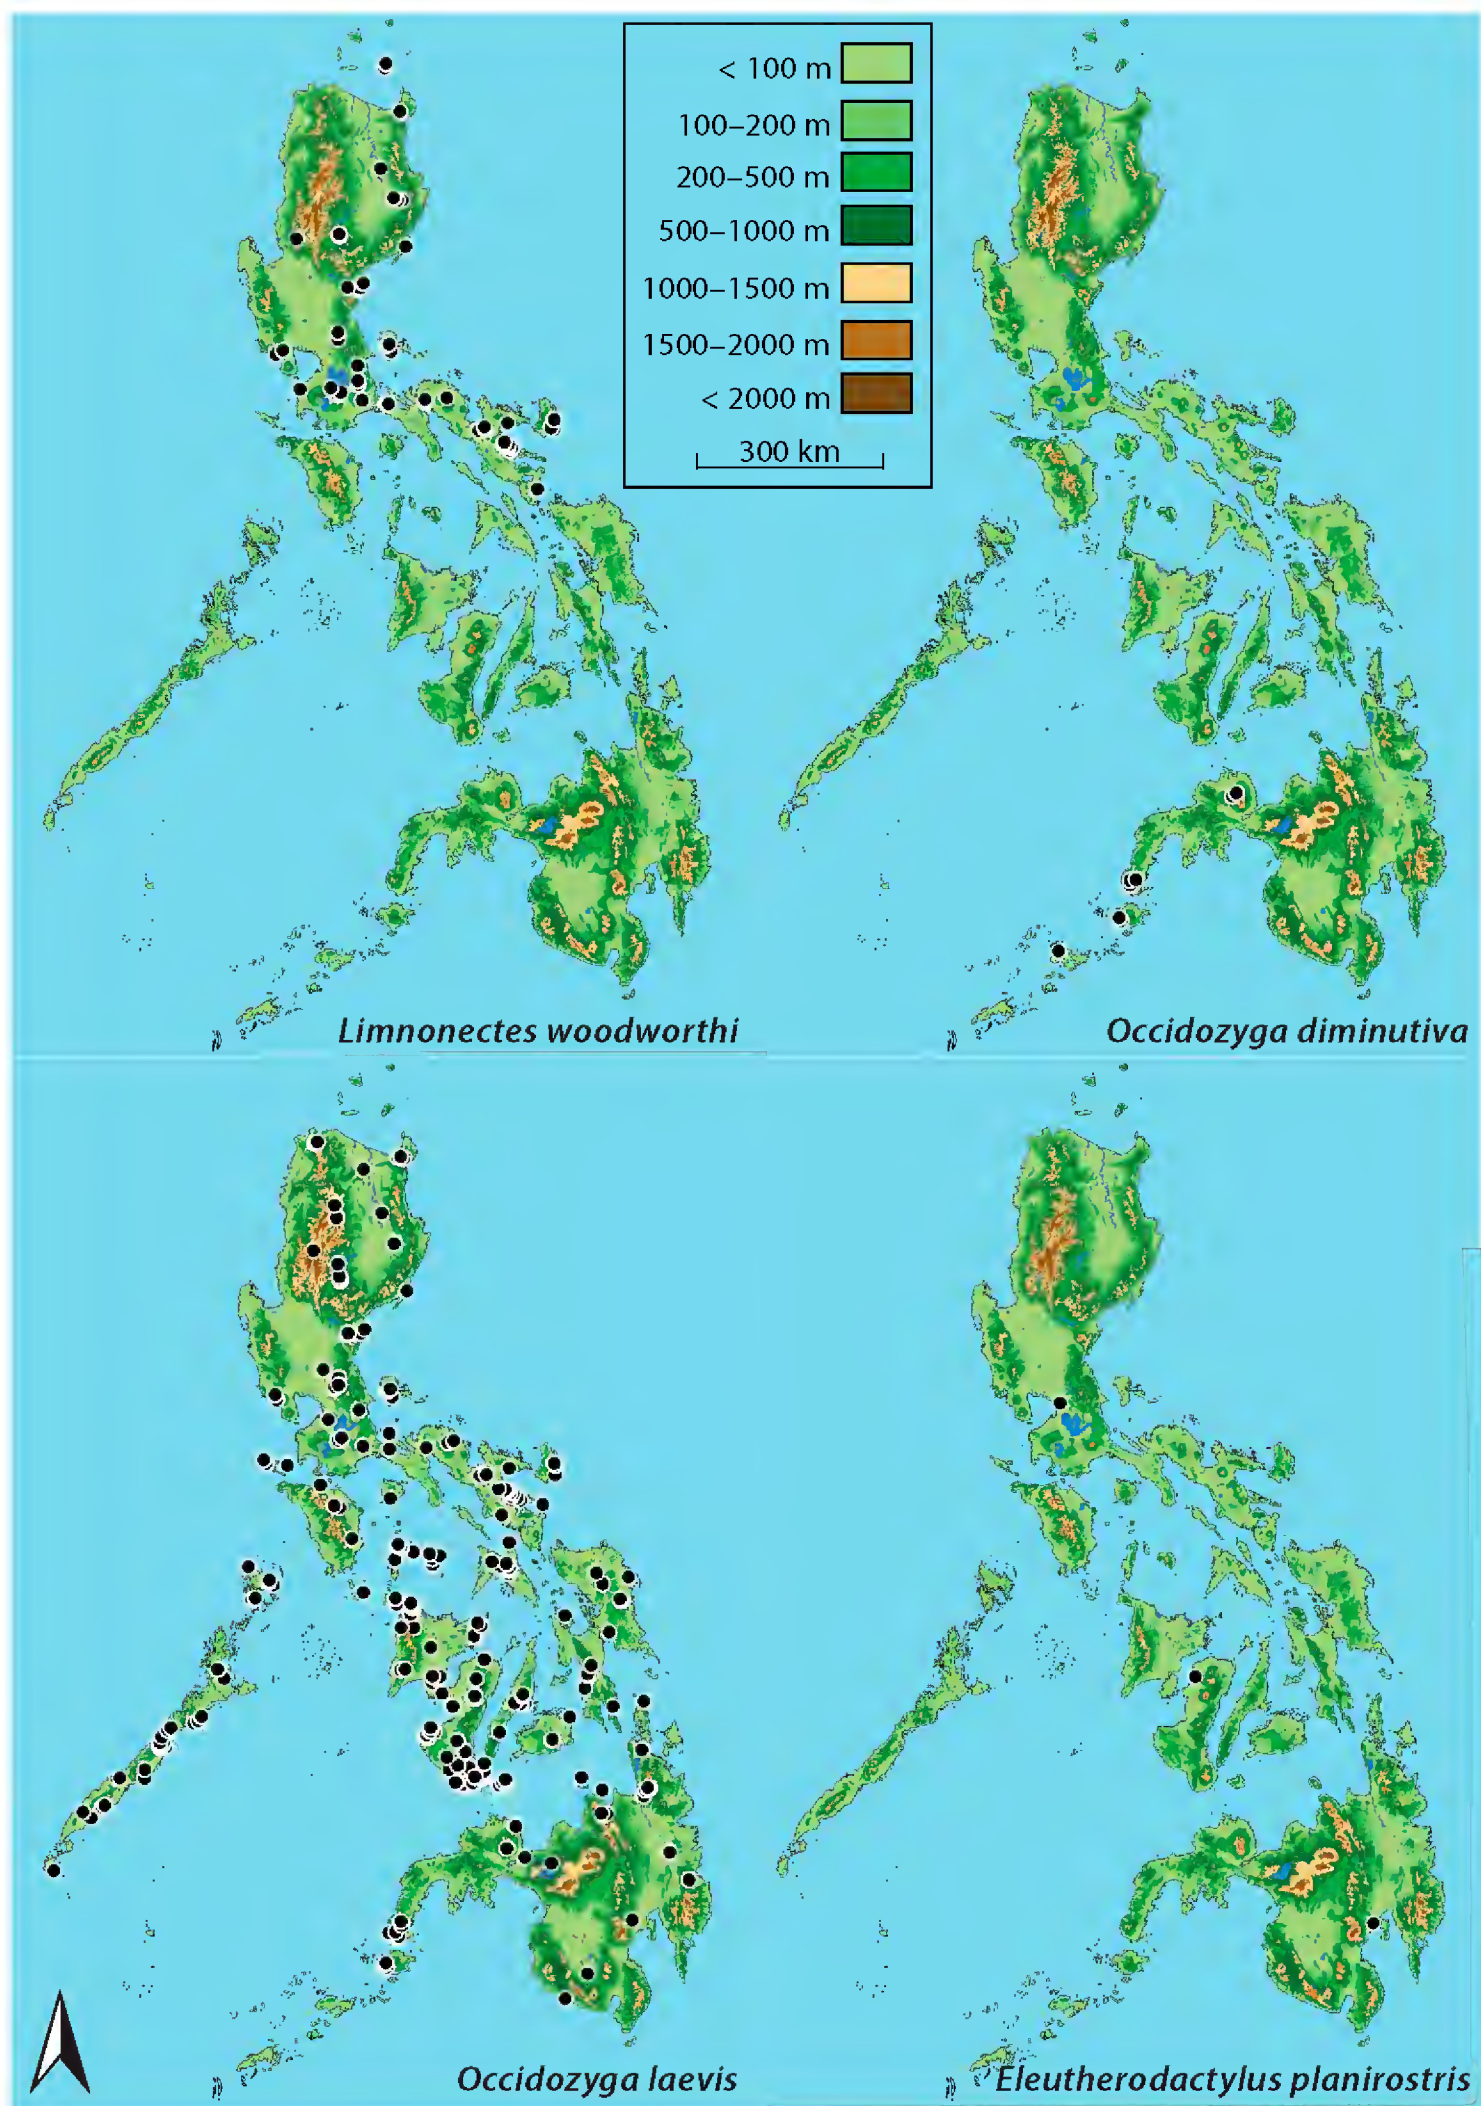 < 100 m
100–200 m
200–500 m
500–1000 m
1000–1500 m
1500–2000 m
< 2000 m
300 km
Limnonectes woodworthi
Occidozyga diminutiva
Occidozyga laevis
Eleutherodactylus planirostris